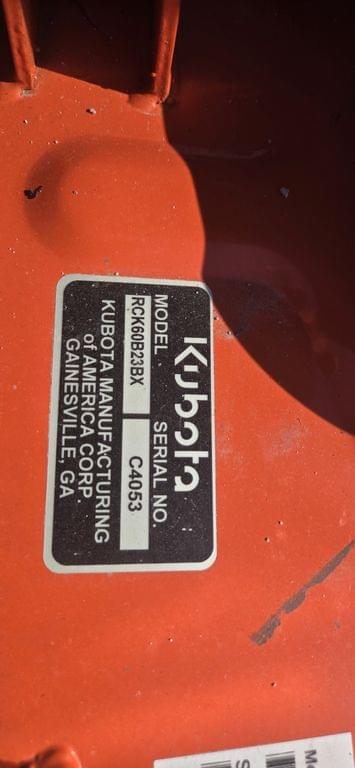 Kubota
MODEL SERIAL NO.
RCK60B23BX C4053
KUBOTA MANUFACTURING
of AMERICA CORP.
GAINESVILLE, GA